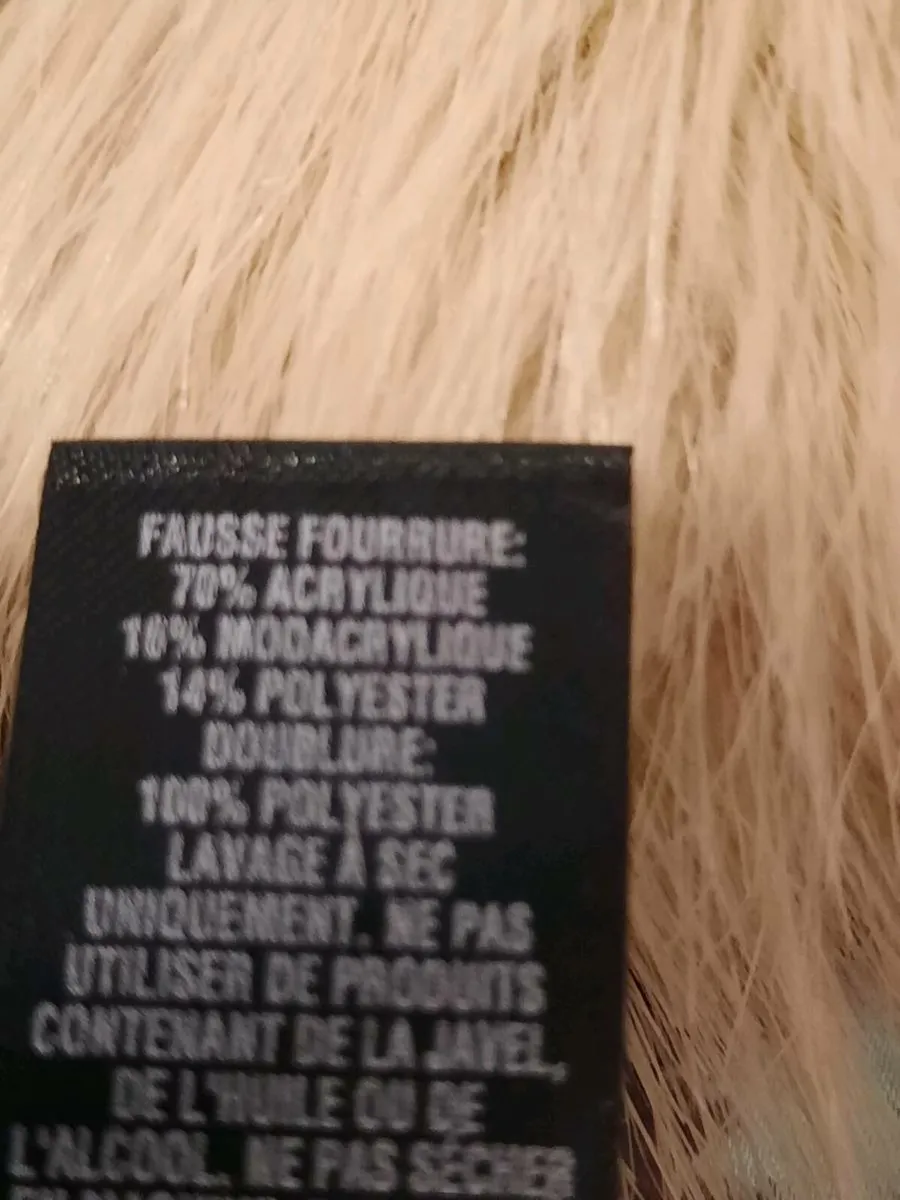 FAUSSE FOURRURE:
70% ACRYLIQUE
16% MODACRYLIQUE
14% POLYESTER
DOUBLURE:
100% POLYESTER
LAVAGE À SEC
UNIQUEMENT. NE PAS
UTILISER DE PRODUITS
CONTENANT DE LA JAVEL,
DE L'HUILE OU DE
L'ALCOOL. NE PAS SÉCHER